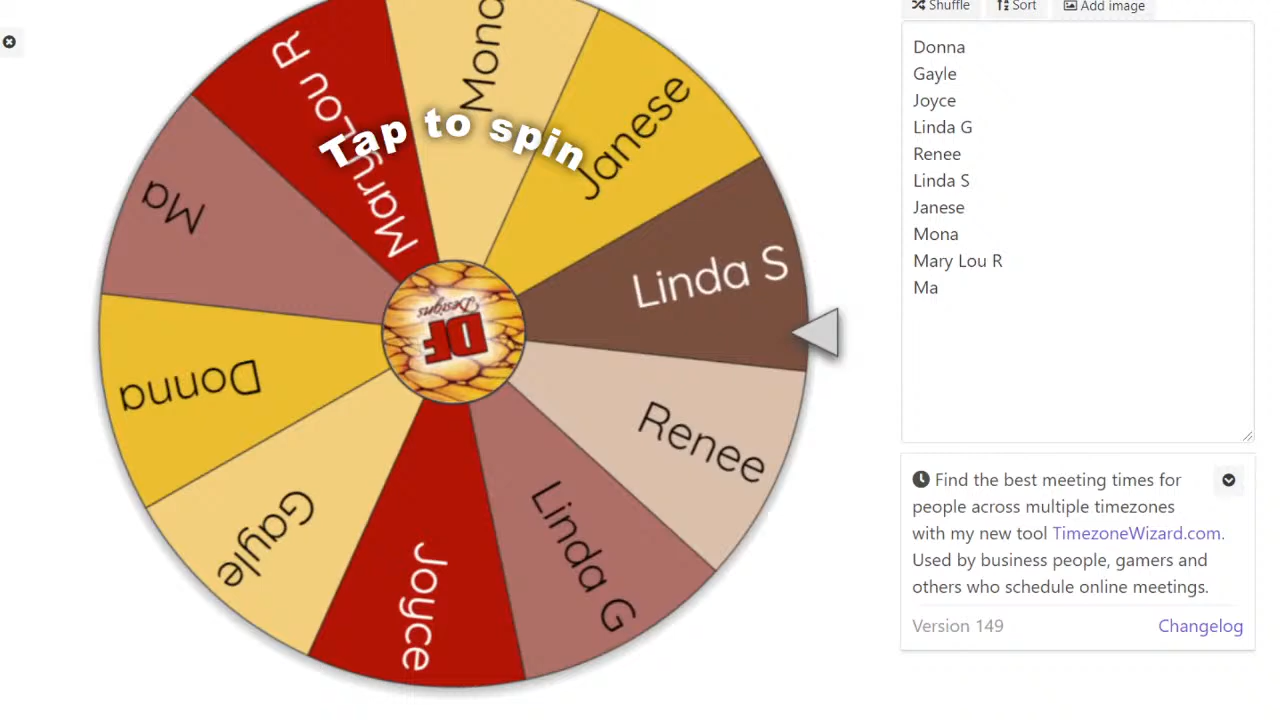 Shuffle
Sort
Add image
Mary Lou R
Mona
Janese
Tap to spin
Linda S
Ma
Donna
DF
Designs
Renee
Gayle
Linda G
Joyce
Donna
Gayle
Joyce
Linda G
Renee
Linda S
Janese
Mona
Mary Lou R
Ma
Find the best meeting times for
people across multiple timezones
with my new tool TimezoneWizard.com.
Used by business people, gamers and
others who schedule online meetings.
Version 149
Changelog